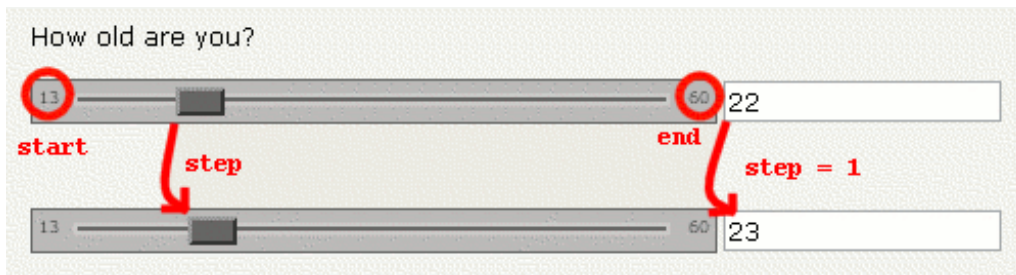 How old are you?
13 60 22
start end
step step = 1
13 60 23